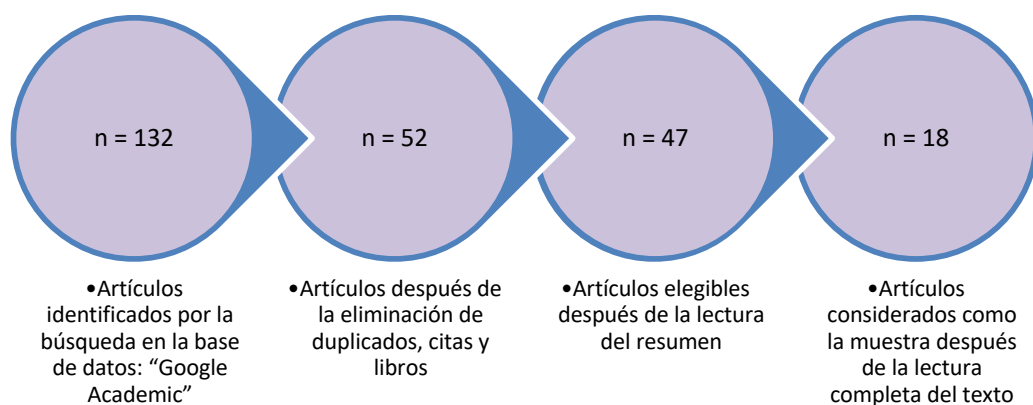 n = 132
n = 52
n = 47
n = 18
•Artículos
identificados por la
búsqueda en la base
de datos: “Google
Academic”
•Artículos después de
la eliminación de
duplicados, citas y
libros
•Artículos elegibles
después de la lectura
del resumen
•Artículos
considerados como
la muestra después
de la lectura
completa del texto